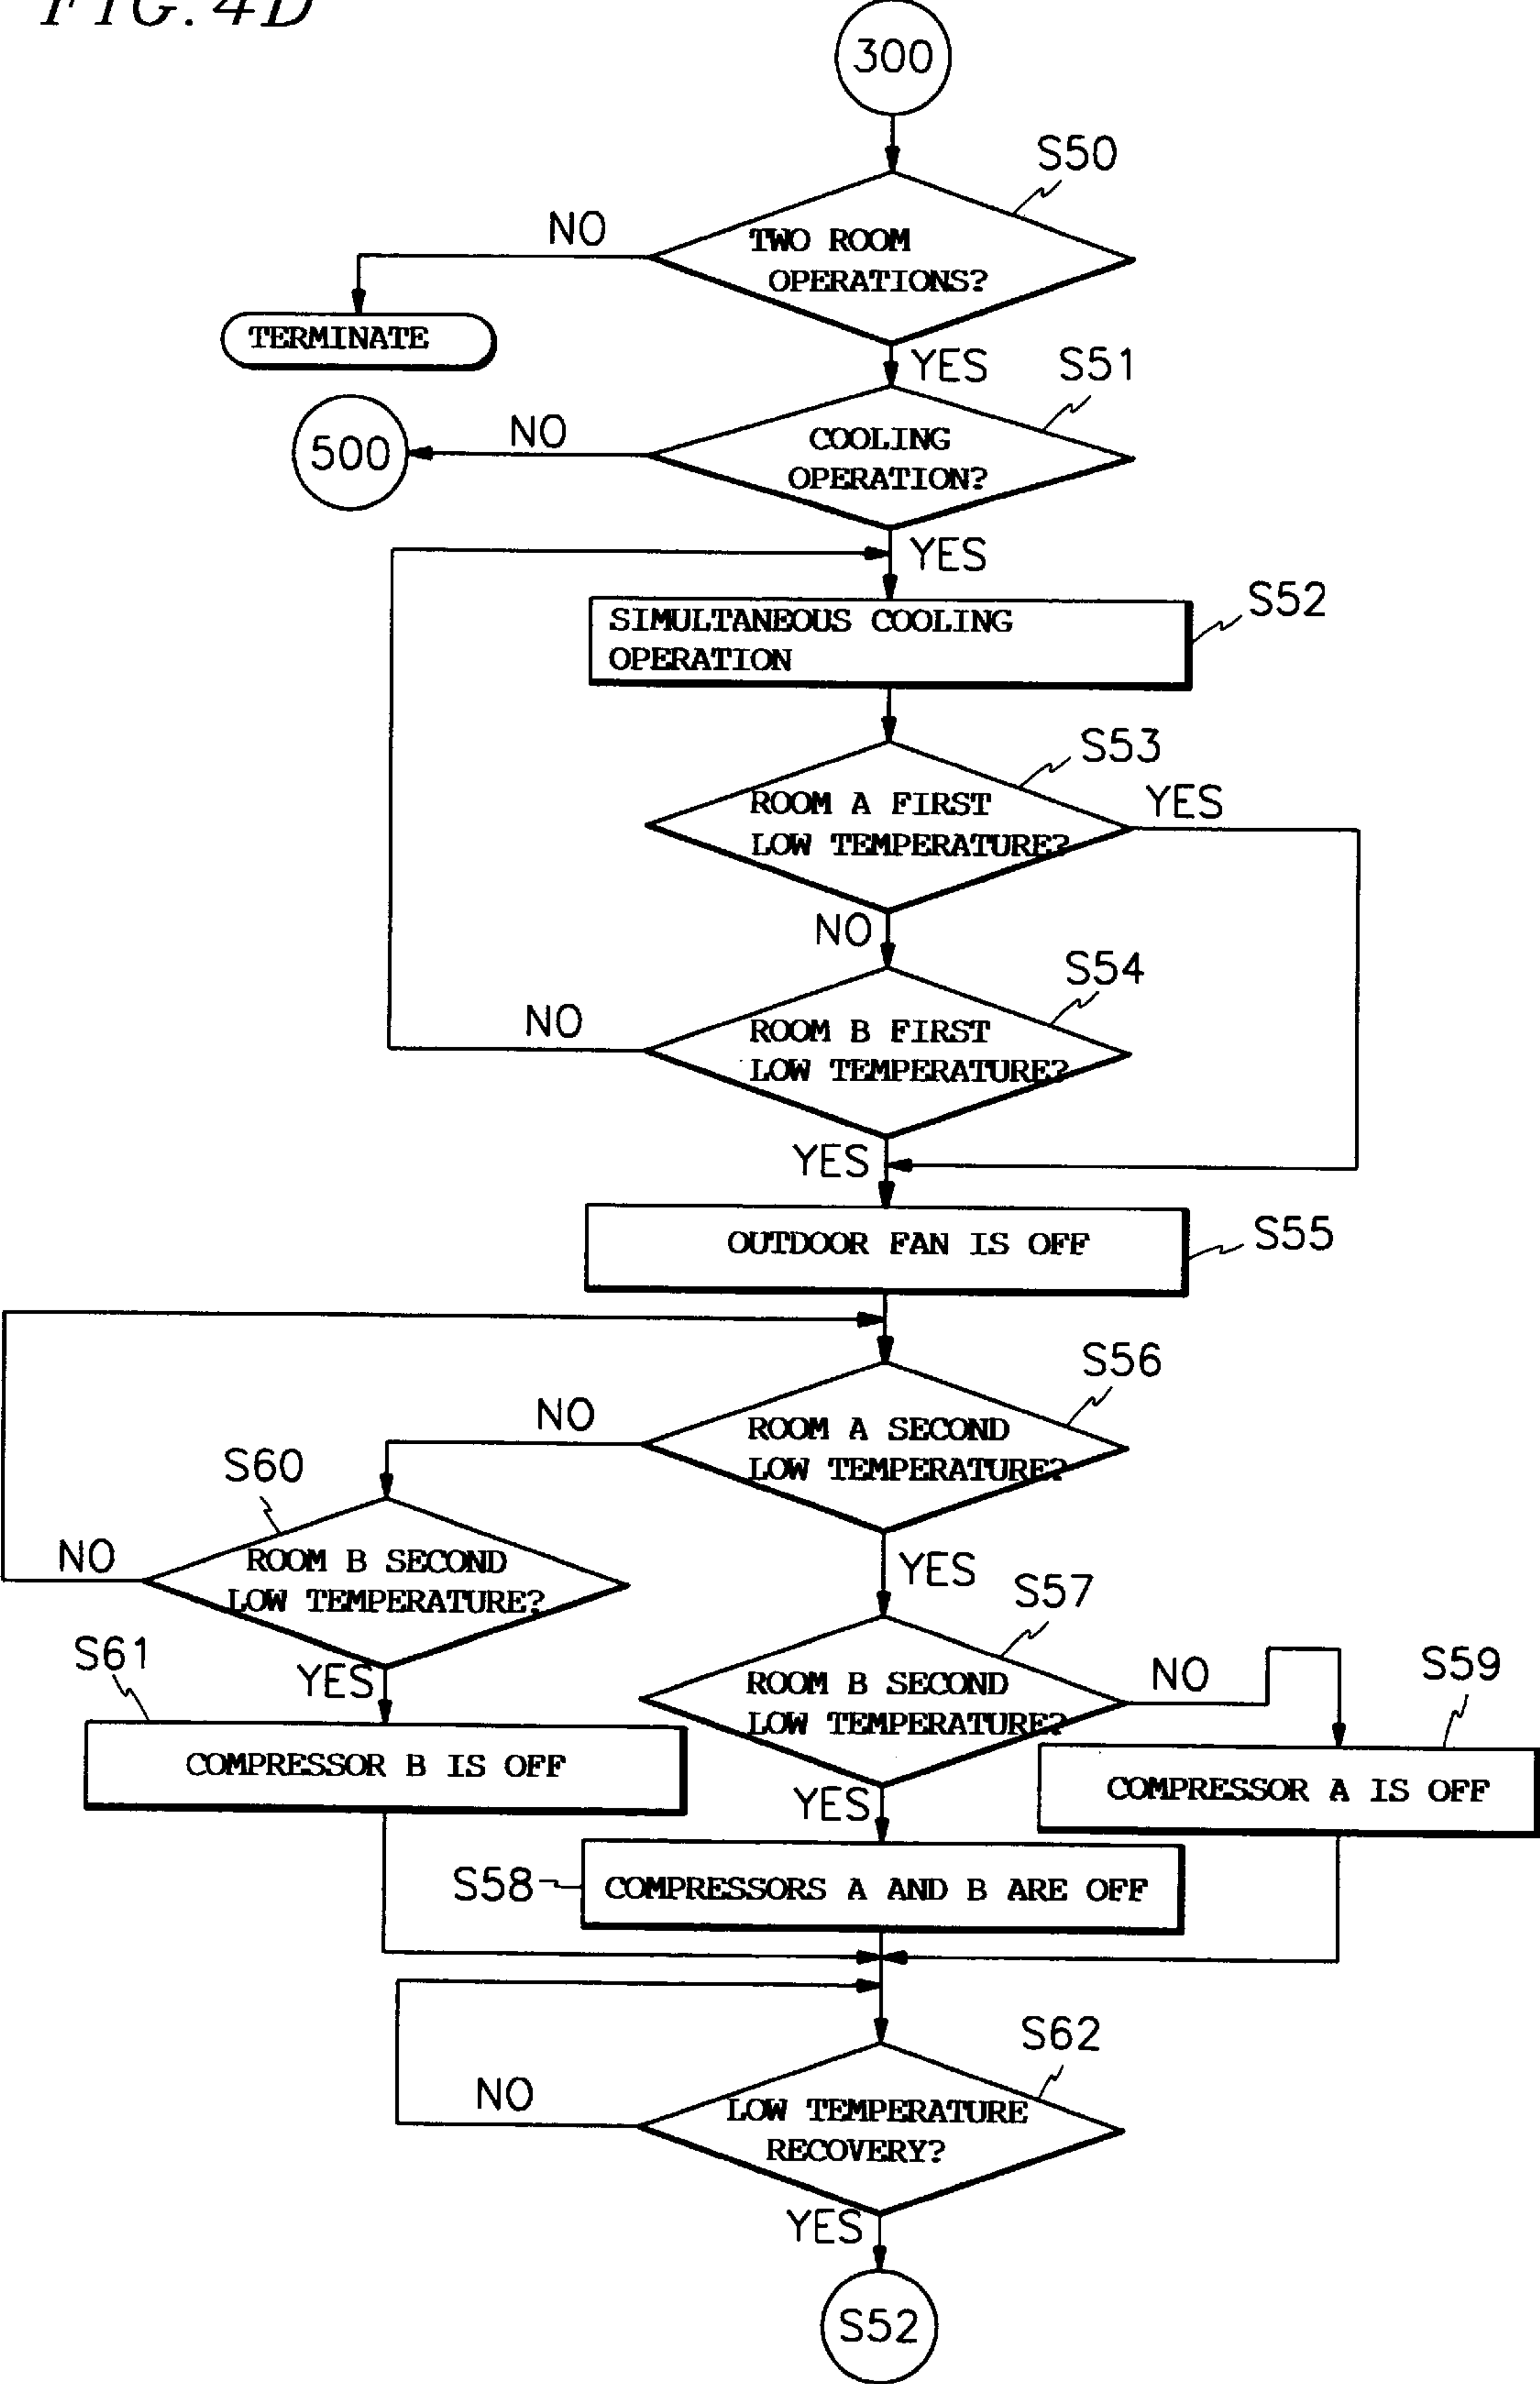 FIG. 4D
300
S50
NO
TWO ROOM
OPERATIONS?
TERMINATE
YES
S51
500
NO
COOLING
OPERATION?
YES
S52
SIMULTANEOUS COOLING
OPERATION
S53
ROOM A FIRST
LOW TEMPERATURE?
YES
NO
S54
NO
ROOM B FIRST
LOW TEMPERATURE?
YES
S55
OUTDOOR FAN IS OFF
S56
NO
ROOM A SECOND
LOW TEMPERATURE?
S60
NO
ROOM B SECOND
LOW TEMPERATURE?
YES
S57
S61
YES
ROOM B SECOND
LOW TEMPERATURE?
NO
S59
COMPRESSOR B IS OFF
YES
COMPRESSOR A IS OFF
S58
COMPRESSORS A AND B ARE OFF
S62
NO
LOW TEMPERATURE
RECOVERY?
YES
S52